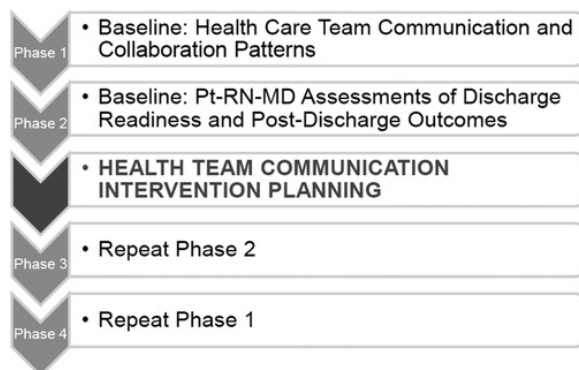 Phase 1
• Baseline: Health Care Team Communication and
Collaboration Patterns
Phase 2
• Baseline: Pt-RN-MD Assessments of Discharge
Readiness and Post-Discharge Outcomes
• HEALTH TEAM COMMUNICATION
INTERVENTION PLANNING
Phase 3
• Repeat Phase 2
Phase 4
• Repeat Phase 1